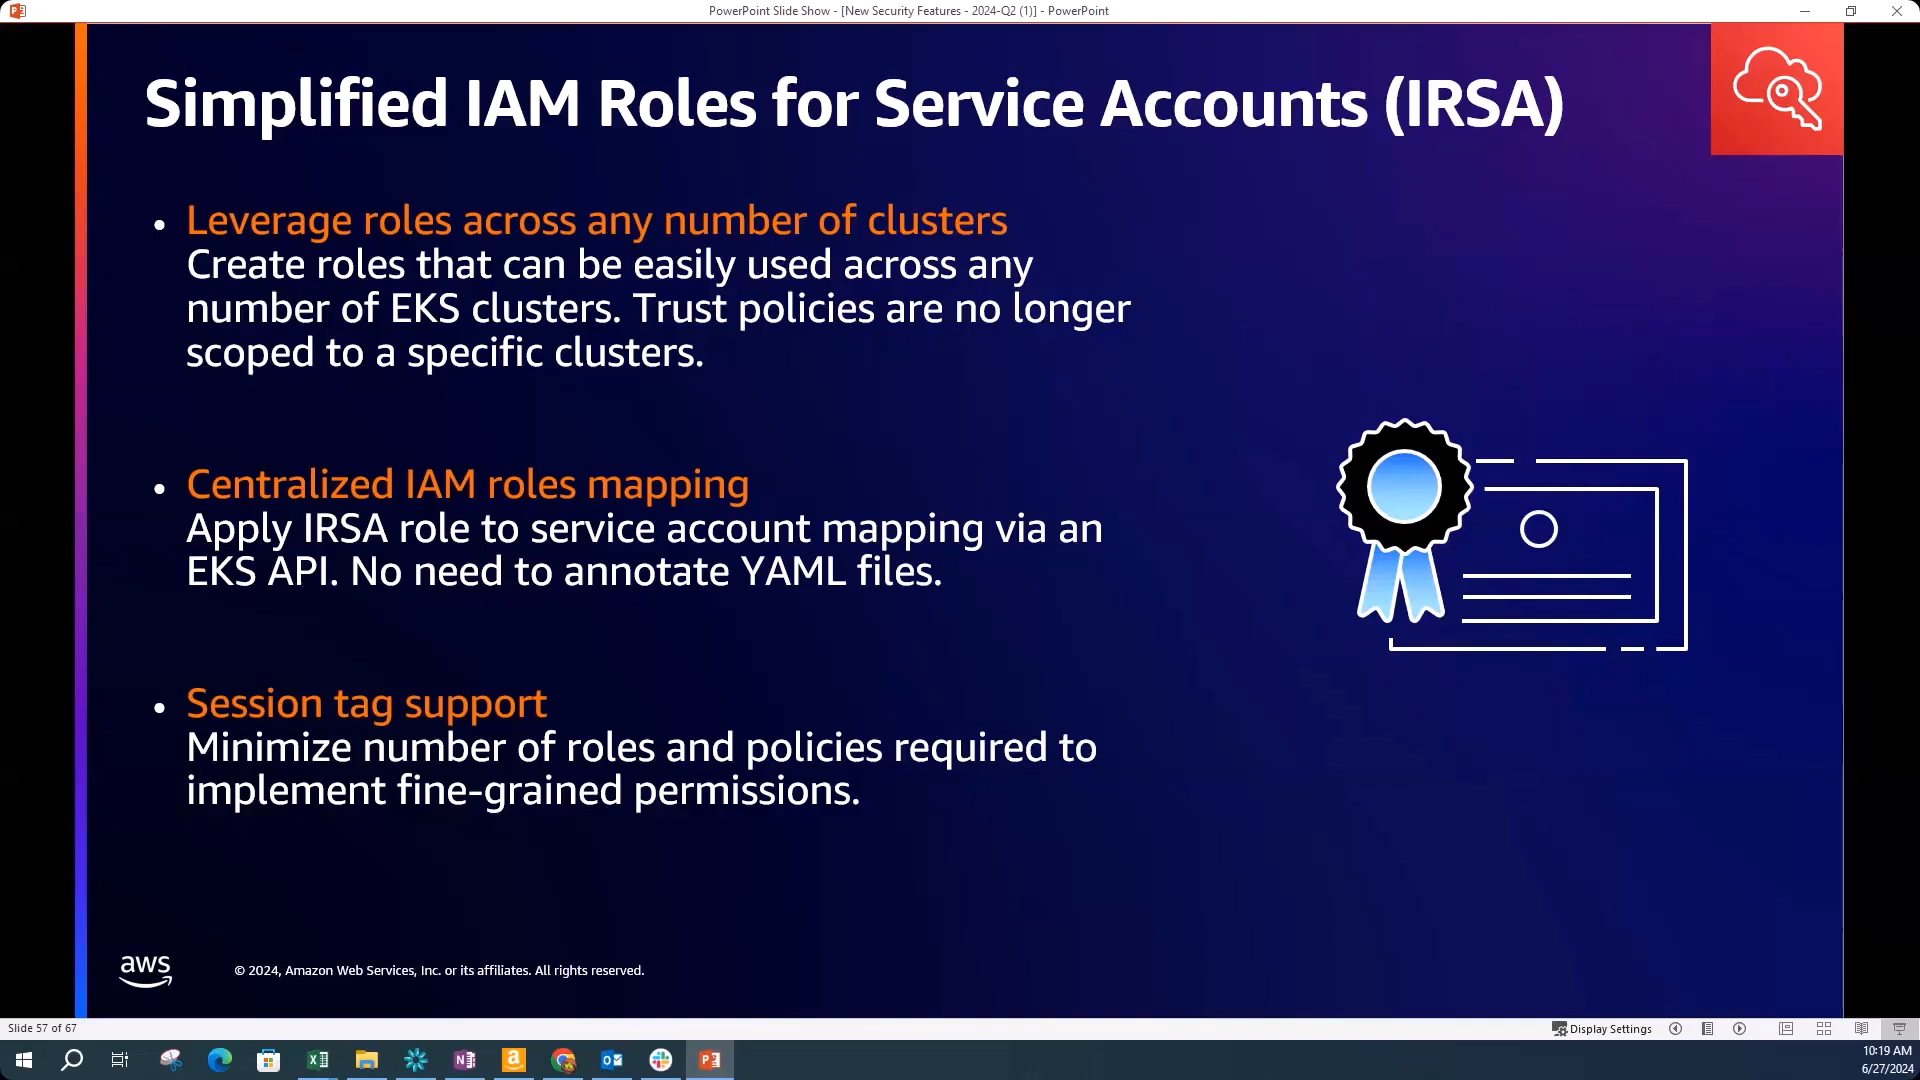 PowerPoint Slide Show - [New Security Features - 2024-Q2 (1)] - PowerPoint
Simplified IAM Roles for Service Accounts (IRSA)
• Leverage roles across any number of clusters
Create roles that can be easily used across any
number of EKS clusters. Trust policies are no longer
scoped to a specific clusters.
• Centralized IAM roles mapping
Apply IRSA role to service account mapping via an
EKS API. No need to annotate YAML files.
• Session tag support
Minimize number of roles and policies required to
implement fine-grained permissions.
aws
© 2024, Amazon Web Services, Inc. or its affiliates. All rights reserved.
Slide 57 of 67
Display Settings
10:19 AM
6/27/2024